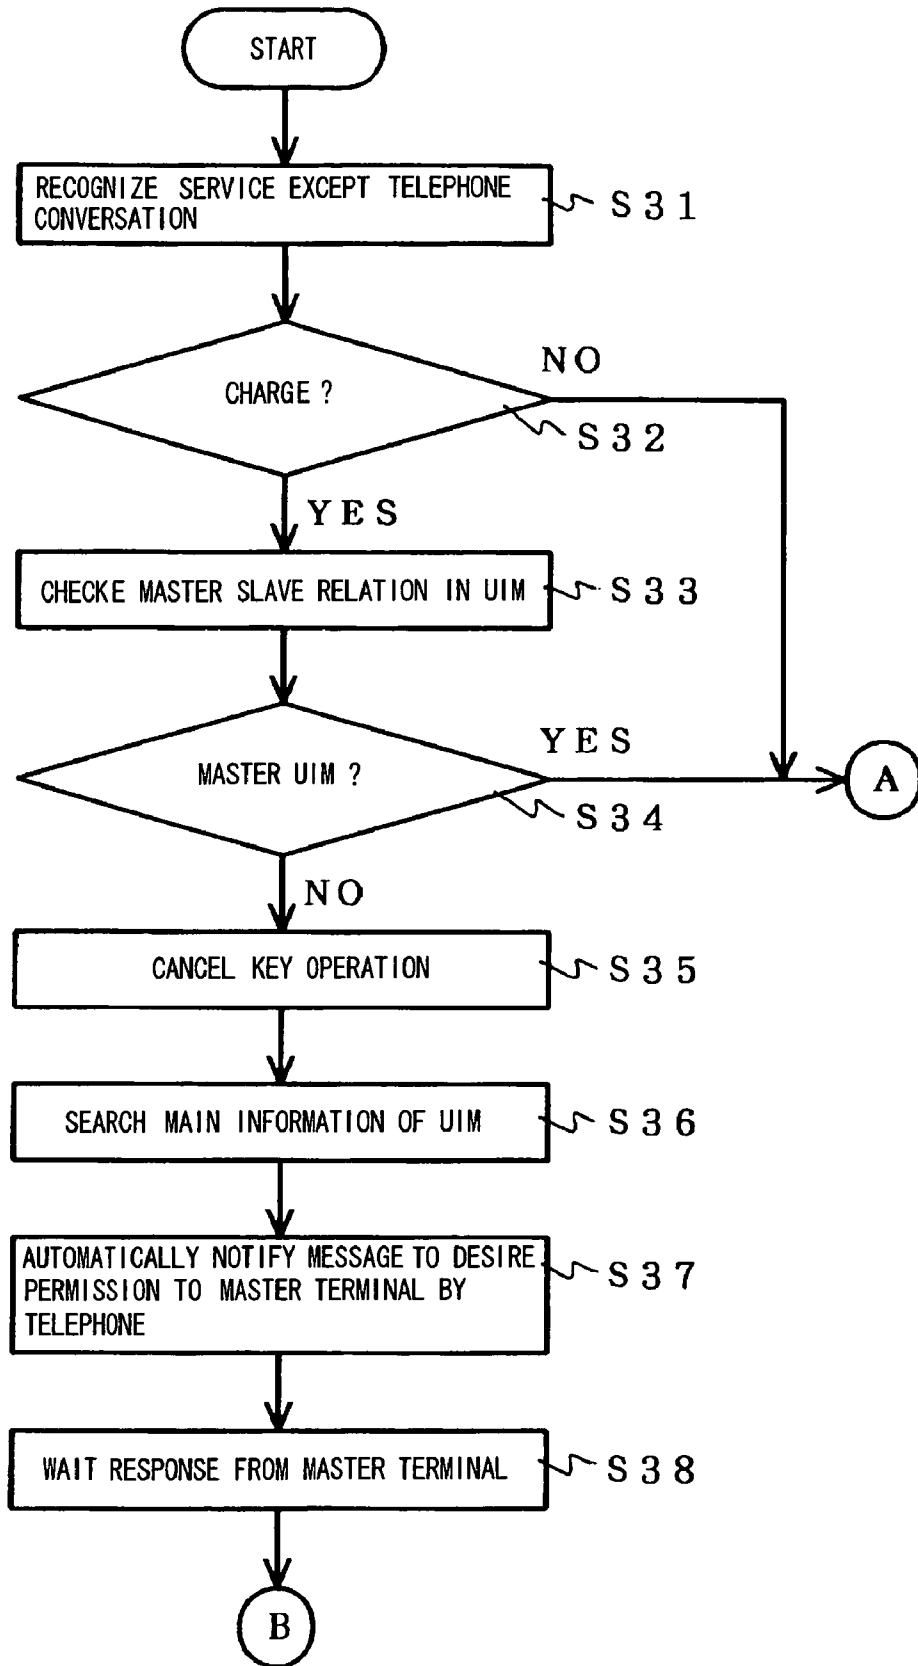 START
RECOGNIZE SERVICE EXCEPT TELEPHONE
CONVERSATION
S31
NO
CHARGE ?
S32
YES
CHECKE MASTER SLAVE RELATION IN UIM
S33
YES
MASTER UIM ?
A
S34
NO
CANCEL KEY OPERATION
S35
SEARCH MAIN INFORMATION OF UIM
S36
AUTOMATICALLY NOTIFY MESSAGE TO DESIRE
PERMISSION TO MASTER TERMINAL BY
TELEPHONE
S37
WAIT RESPONSE FROM MASTER TERMINAL
S38
B